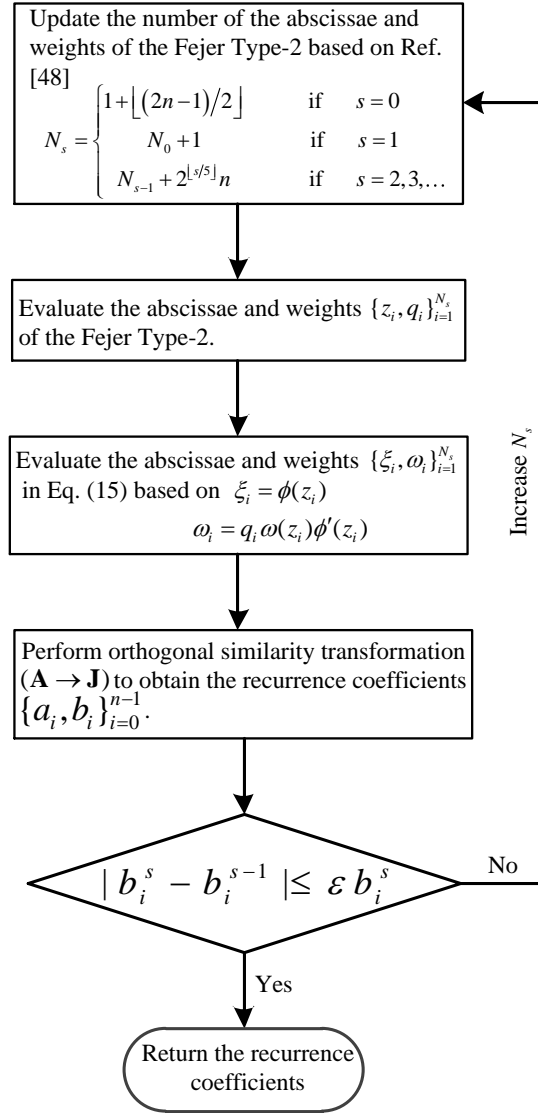 Update the number of the abscissae and
weights of the Fejer Type-2 based on Ref.
[48]
N_s = { 1+⌊(2n−1)/2⌋ if s = 0
N_0 +1 if s = 1
N_{s−1} + 2^{⌊s/5⌋} n if s = 2,3,…
Evaluate the abscissae and weights {z_i, q_i}_{i=1}^{N_s}
of the Fejer Type-2.
Evaluate the abscissae and weights {ξ_i, ω_i}_{i=1}^{N_s}
in Eq. (15) based on ξ_i = ϕ(z_i)
ω_i = q_i ω(z_i)ϕ′(z_i)
Increase N_s
Perform orthogonal similarity transformation
(A → J) to obtain the recurrence coefficients
{a_i, b_i}_{i=0}^{n−1}.
| b_i^s − b_i^{s−1} |≤ ε b_i^s
No
Yes
Return the recurrence
coefficients